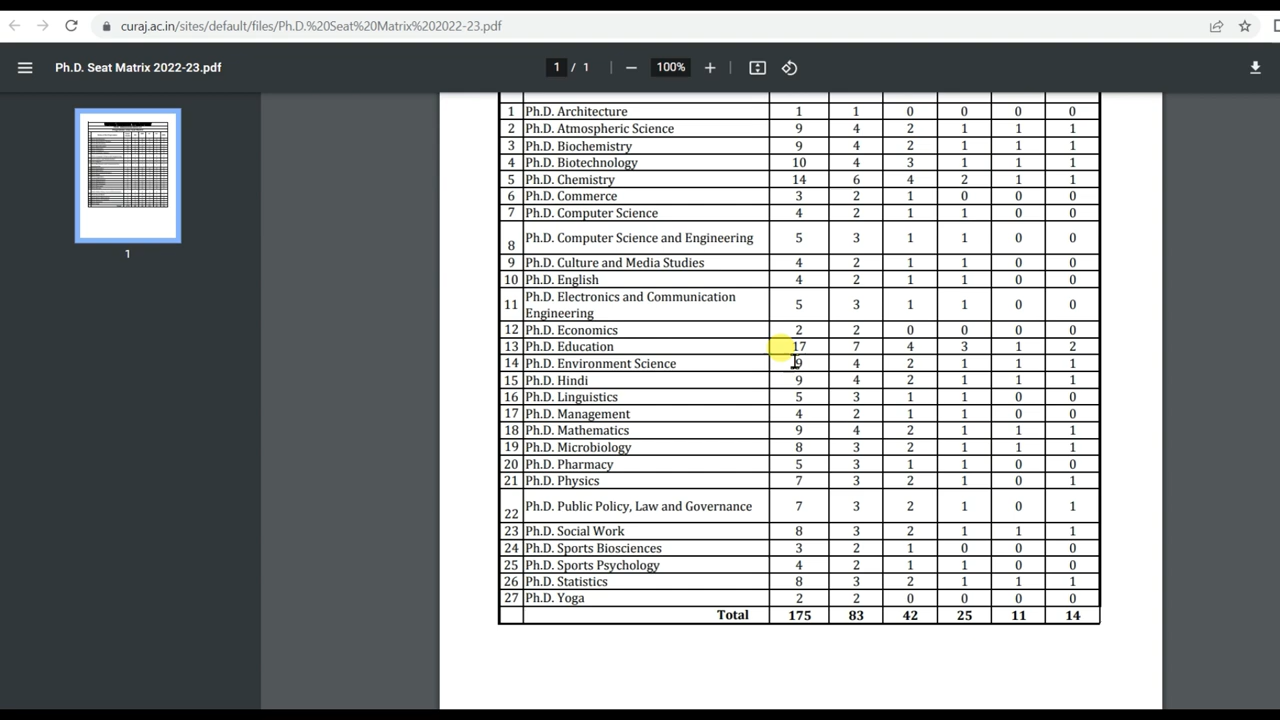 curaj.ac.in/sites/default/files/Ph.D.%20Seat%20Matrix%202022-23.pdf
Ph.D. Seat Matrix 2022-23.pdf 1 / 1 100%
1 Ph.D. Architecture 1 1 0 0 0 0
2 Ph.D. Atmospheric Science 9 4 2 1 1 1
3 Ph.D. Biochemistry 9 4 2 1 1 1
4 Ph.D. Biotechnology 10 4 3 1 1 1
5 Ph.D. Chemistry 14 6 4 2 1 1
6 Ph.D. Commerce 3 2 1 0 0 0
7 Ph.D. Computer Science 4 2 1 1 0 0
8 Ph.D. Computer Science and Engineering 5 3 1 1 0 0
9 Ph.D. Culture and Media Studies 4 2 1 1 0 0
10 Ph.D. English 4 2 1 1 0 0
11 Ph.D. Electronics and Communication
Engineering 5 3 1 1 0 0
12 Ph.D. Economics 2 2 0 0 0 0
13 Ph.D. Education 17 7 4 3 1 2
14 Ph.D. Environment Science 9 4 2 1 1 1
15 Ph.D. Hindi 9 4 2 1 1 1
16 Ph.D. Linguistics 5 3 1 1 0 0
17 Ph.D. Management 4 2 1 1 0 0
18 Ph.D. Mathematics 9 4 2 1 1 1
19 Ph.D. Microbiology 8 3 2 1 1 1
20 Ph.D. Pharmacy 5 3 1 1 0 0
21 Ph.D. Physics 7 3 2 1 0 1
22 Ph.D. Public Policy, Law and Governance 7 3 2 1 0 1
23 Ph.D. Social Work 8 3 2 1 1 1
24 Ph.D. Sports Biosciences 3 2 1 0 0 0
25 Ph.D. Sports Psychology 4 2 1 1 0 0
26 Ph.D. Statistics 8 3 2 1 1 1
27 Ph.D. Yoga 2 2 0 0 0 0
Total 175 83 42 25 11 14
1